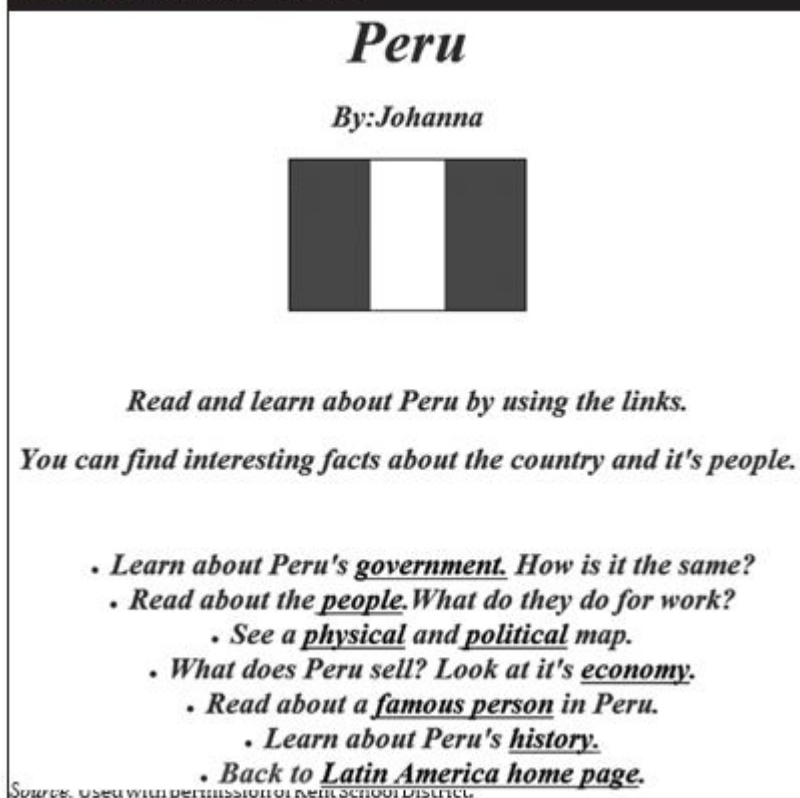 Peru
By:Johanna
Read and learn about Peru by using the links.
You can find interesting facts about the country and it's people.
• Learn about Peru's government. How is it the same?
• Read about the people.What do they do for work?
• See a physical and political map.
• What does Peru sell? Look at it's economy.
• Read about a famous person in Peru.
• Learn about Peru's history.
• Back to Latin America home page.
Source: Used with permission of Kent School District.